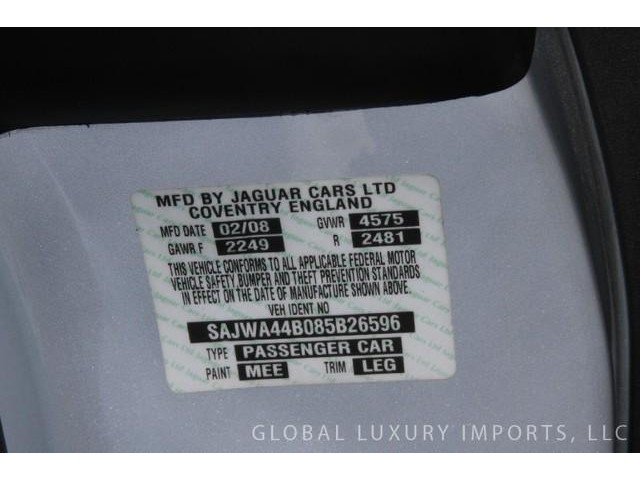 MFD BY JAGUAR CARS LTD
COVENTRY ENGLAND
MFD DATE 02/08 GVWR 4575
GAWR F 2249 R 2481
THIS VEHICLE CONFORMS TO ALL APPLICABLE FEDERAL MOTOR
VEHICLE SAFETY BUMPER AND THEFT PREVENTION STANDARDS
IN EFFECT ON THE DATE OF MANUFACTURE SHOWN ABOVE.
VEH IDENT NO
SAJWA44B085B26596
TYPE PASSENGER CAR
PAINT MEE TRIM LEG
GLOBAL LUXURY IMPORTS, LLC